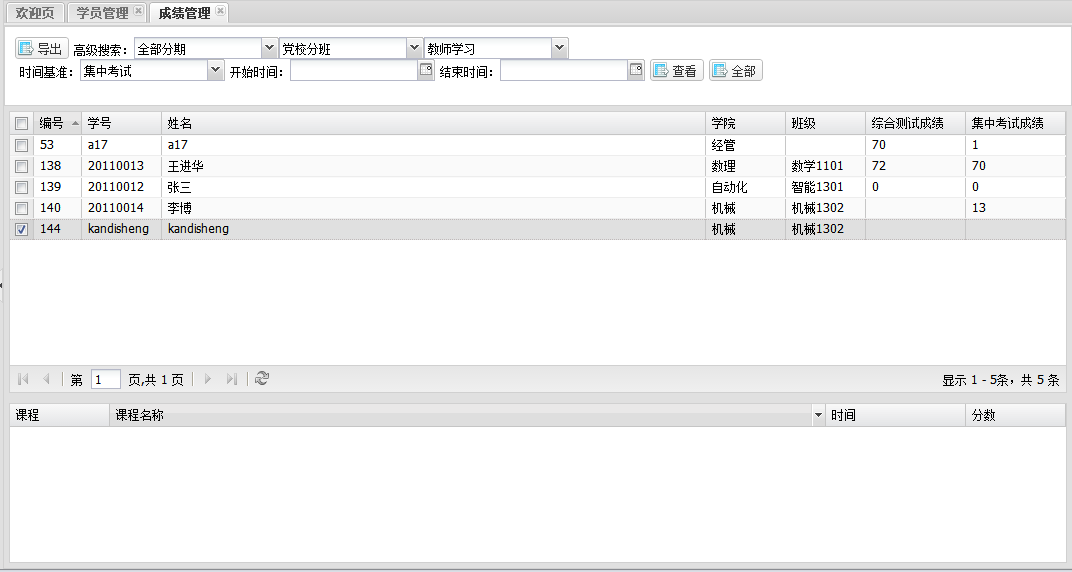 欢迎页 学员管理 成绩管理
导出 高级搜索: 全部分期 党校分班 教师学习
时间基准: 集中考试 开始时间: 结束时间: 查看 全部
编号 学号 姓名 学院 班级 综合测试成绩 集中考试成绩
53 a17 a17 经管 70 1
138 20110013 王进华 数理 数学1101 72 70
139 20110012 张三 自动化 智能1301 0 0
140 20110014 李博 机械 机械1302 13
144 kandisheng kandisheng 机械 机械1302
第 1 页,共 1 页 显示 1 - 5条，共 5 条
课程 课程名称 时间 分数